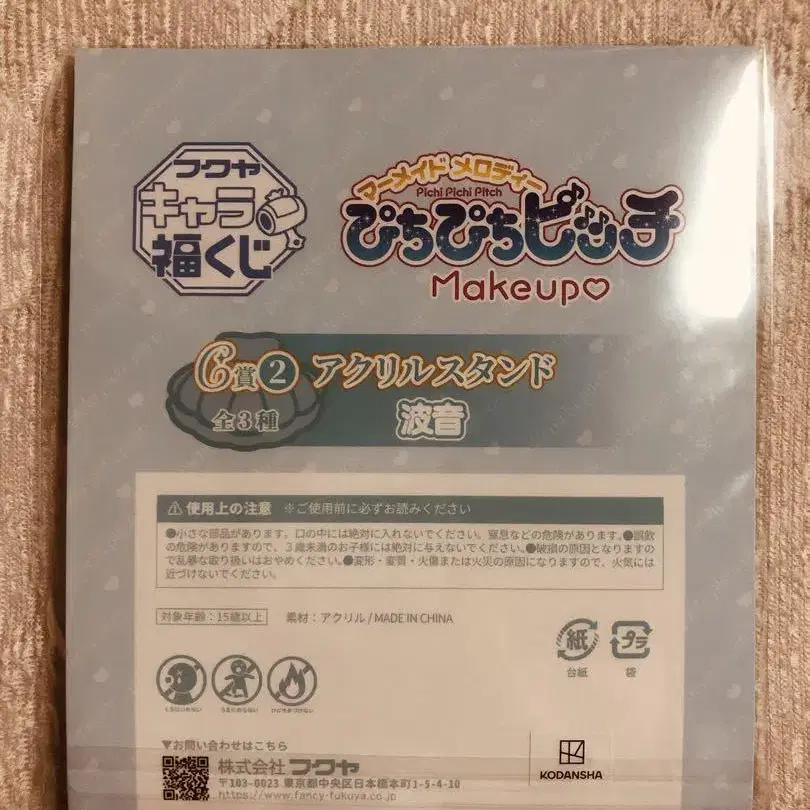 フクヤ
キャラ
福くじ
マーメイド メロディー
Pichi Pichi Pitch
ぴちぴちピッチ
Makeup♡
C賞② アクリルスタンド
全3種
波音
⚠使用上の注意 ※ご使用前に必ずお読みください
●小さな部品があります。口の中には絶対に入れないでください。窒息などの危険があります。●誤飲
の危険がありますので、3歳未満のお子様には絶対に与えないでください。●破損の原因となりますの
で乱暴な取り扱いはおやめください。●変形・変質・火傷または火災の原因になりますので、火気には
近づけないでください。
対象年齢：15歳以上 素材：アクリル / MADE IN CHINA
紙 プラ
台紙 袋
▼お問い合わせはこちら
株式会社フクヤ
〒103-0023 東京都中央区日本橋本町1-5-4-10
https://www.fancy-fukuya.co.jp
KODANSHA